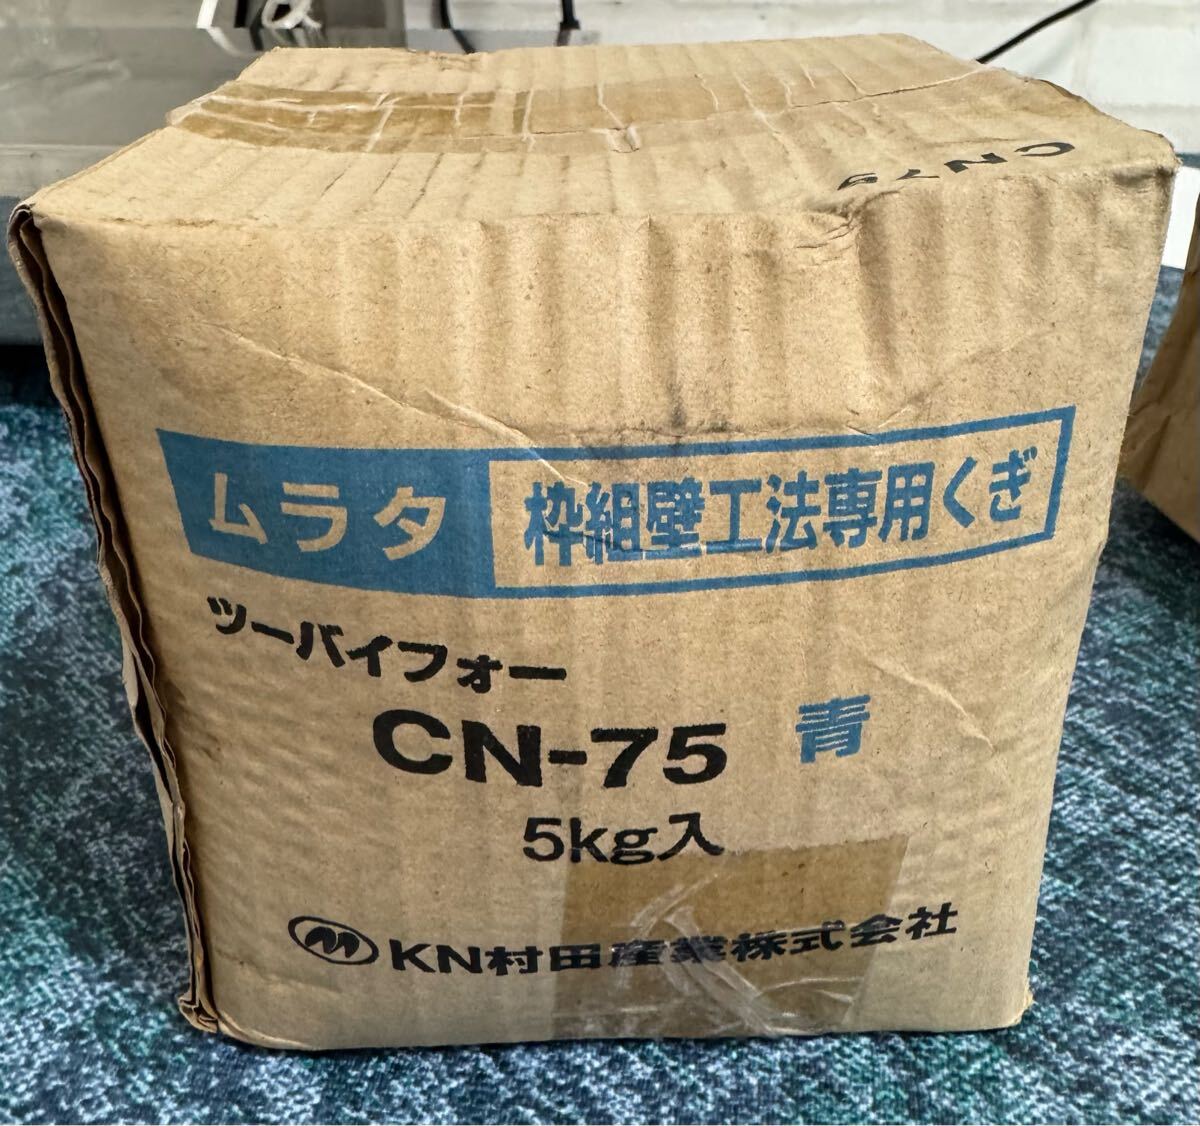 CN75
ムラタ 枠組壁工法専用くぎ
ツーバイフォー
CN-75 青
5kg入
KN村田産業株式会社